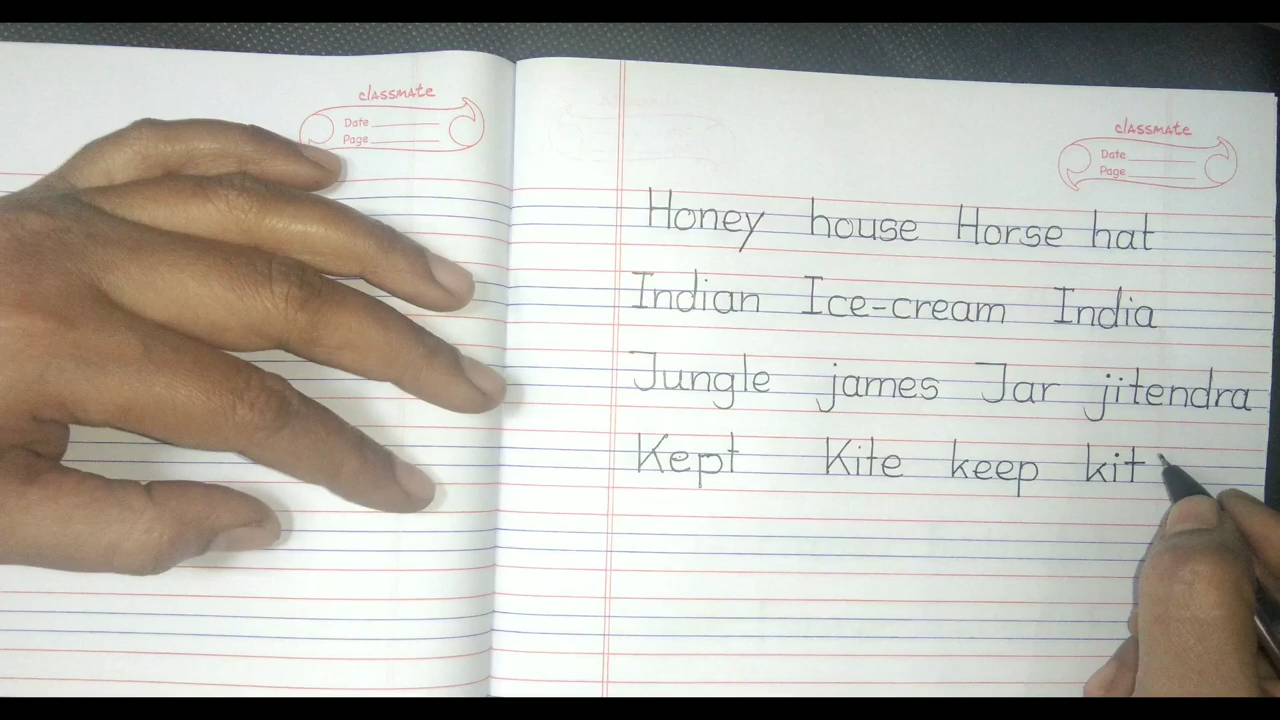 classmate
Date
Page
classmate
Date
Page
Honey house Horse hat
Indian Ice-cream India
Jungle james Jar jitendra
Kept Kite keep kit